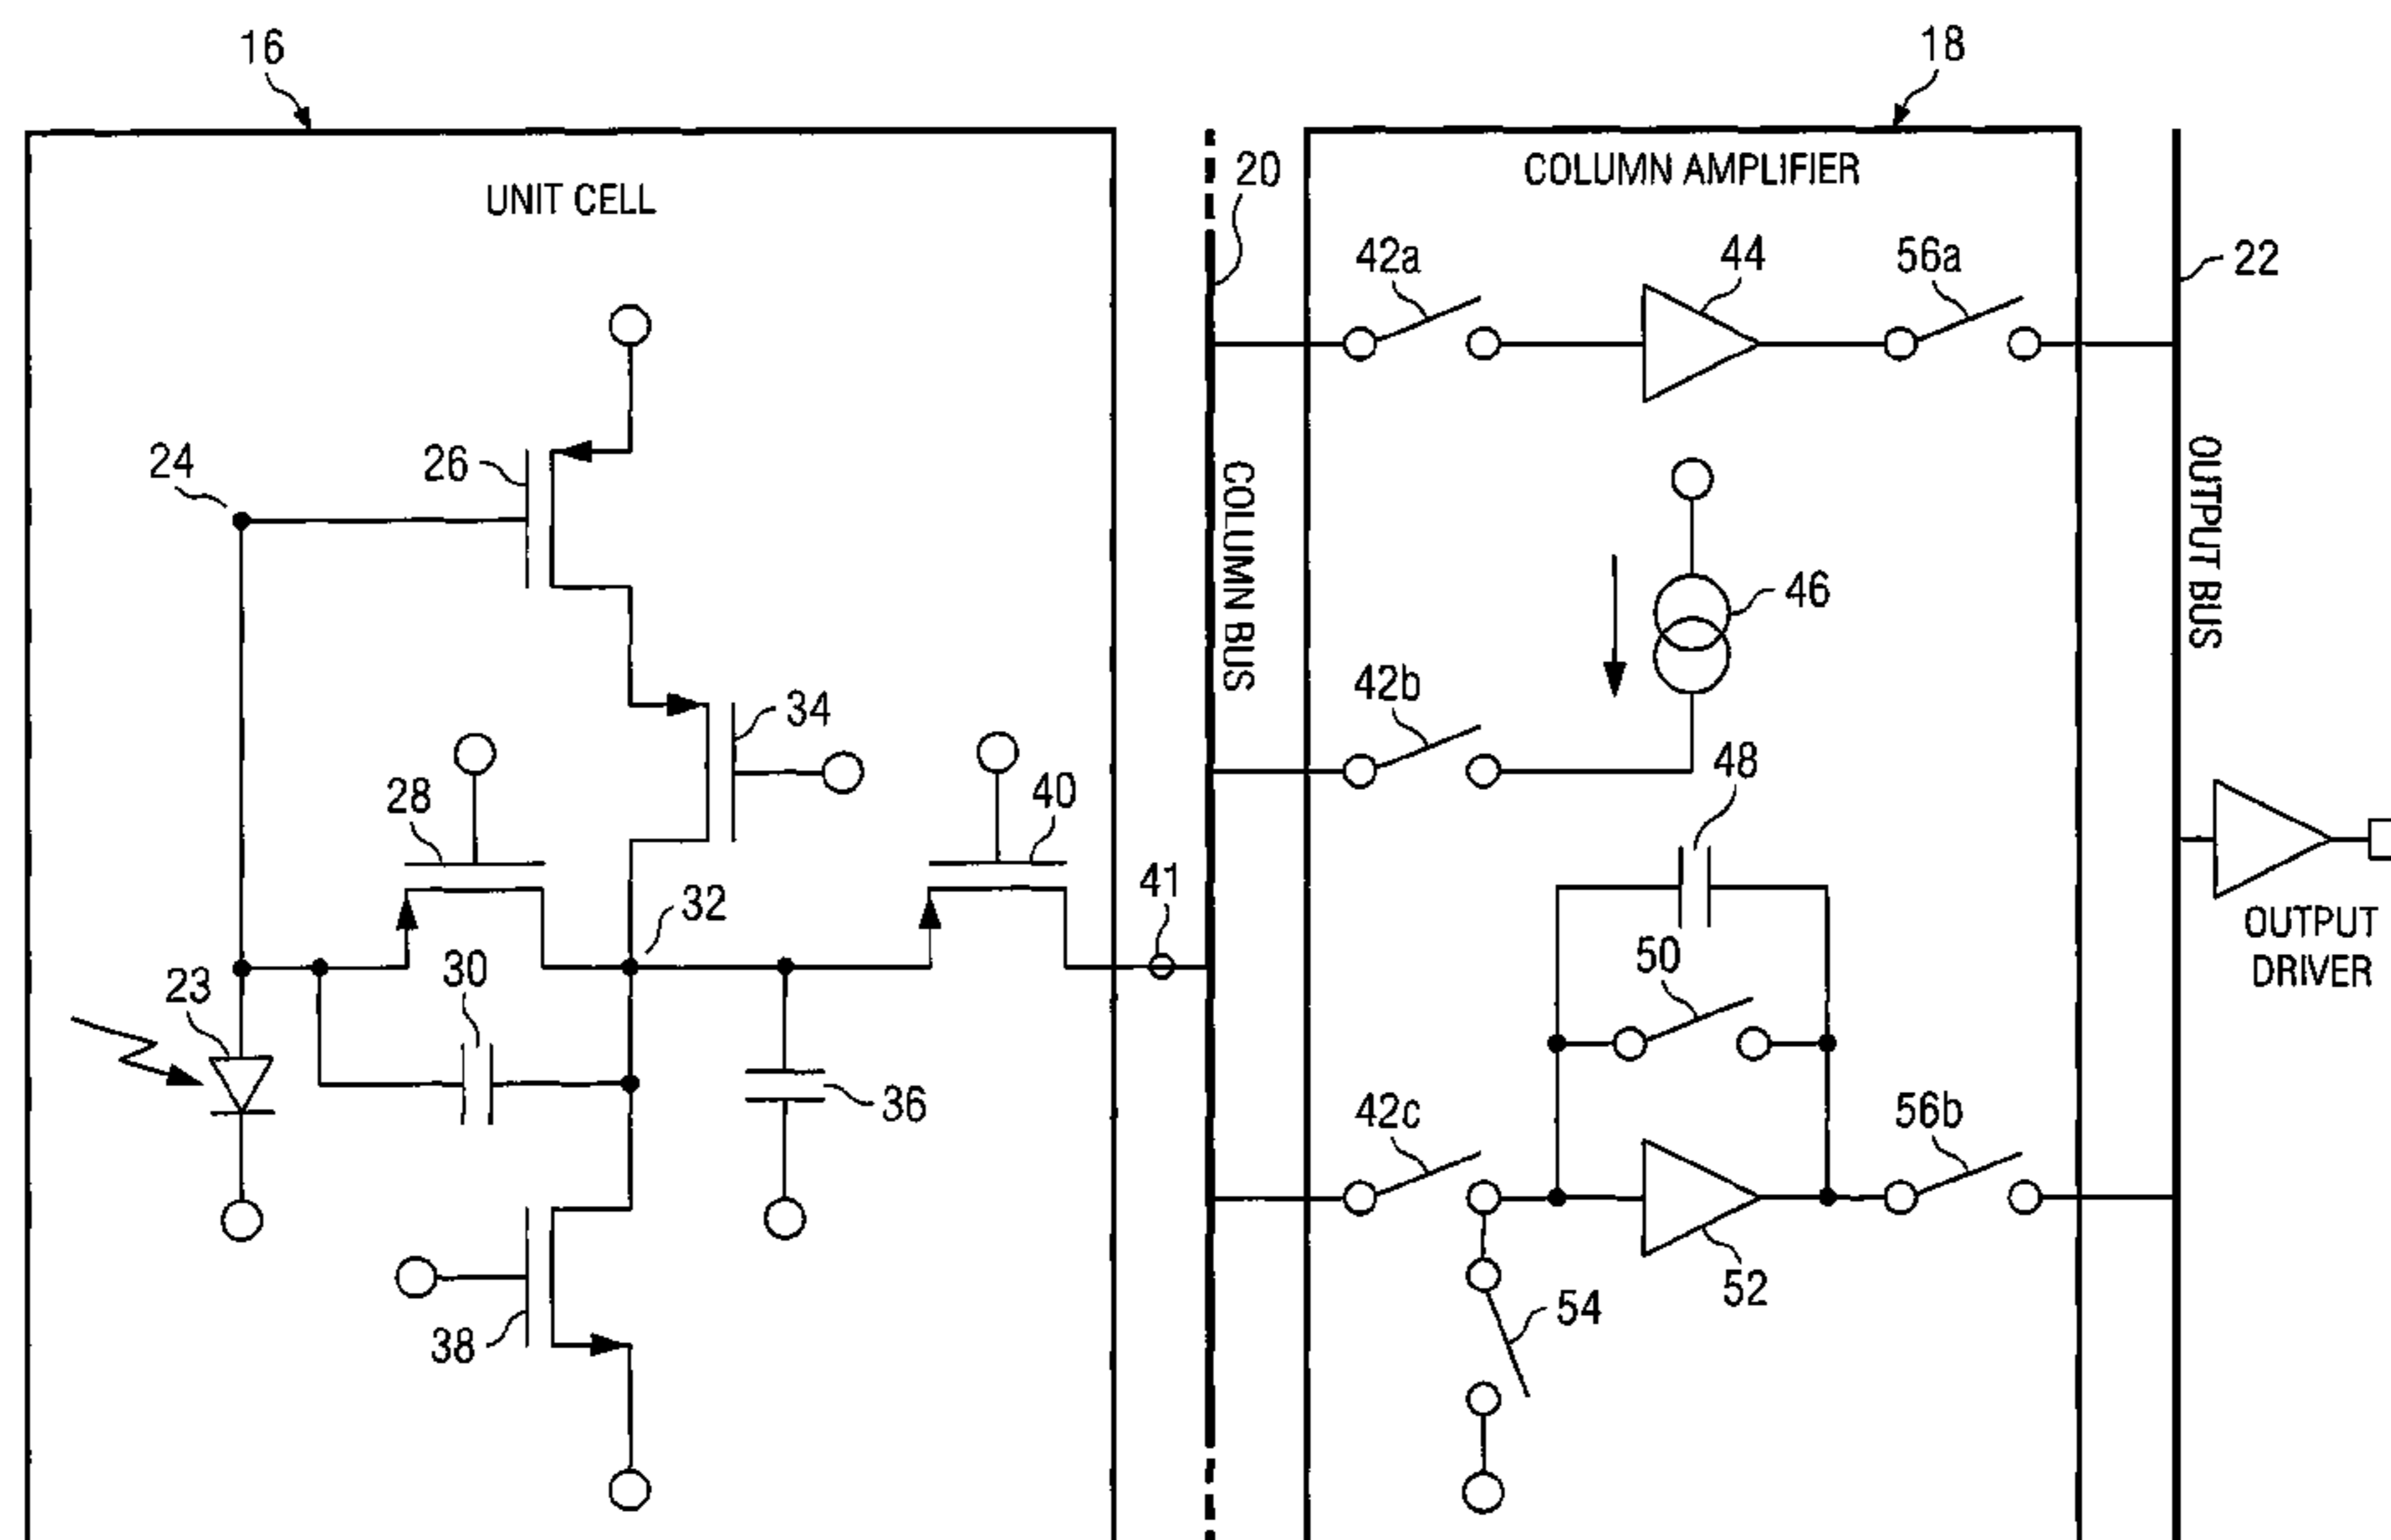 16
18
UNIT CELL
COLUMN AMPLIFIER
20
42a
44
56a
22
24
26
COLUMN BUS
OUTPUT BUS
46
34
42b
48
28
40
41
32
50
OUTPUT
DRIVER
23
30
36
42c
56b
52
54
38